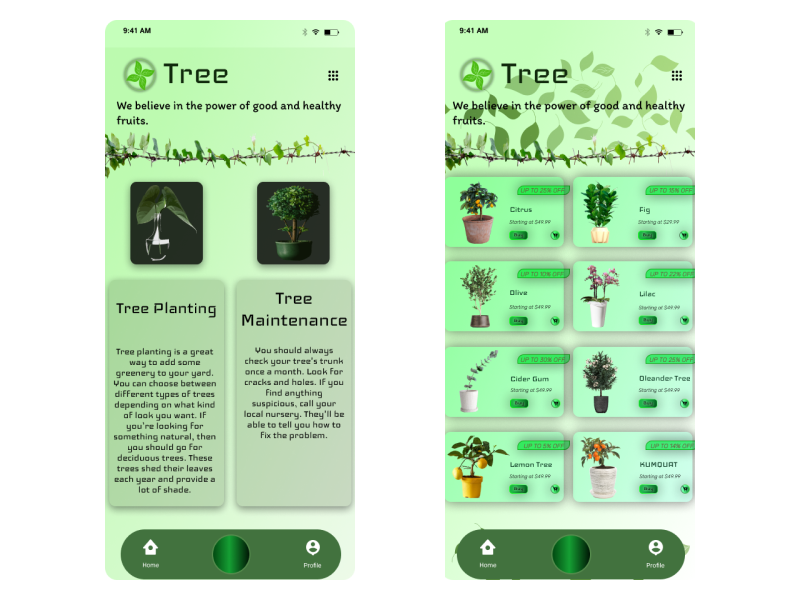 9:41 AM
Tree
We believe in the power of good and healthy
fruits.
Tree Planting
Tree planting is a great
way to add some
greenery to your yard.
You can choose between
different types of trees
depending on what kind
of look you want. If
you're looking for
something natural, then
you should go for
deciduous trees. These
trees shed their leaves
each year and provide a
lot of shade.
Tree
Maintenance
You should always
check your tree's trunk
once a month. Look for
cracks and holes. If you
find anything
suspicious, call your
local nursery. They'll be
able to tell you how to
fix the problem.
Home
Profile
9:41 AM
Tree
We believe in the power of good and healthy
fruits.
UP TO 25% OFF
Citrus
Starting at $49.99
Buy
UP TO 15% OFF
Fig
Starting at $29.99
Buy
UP TO 10% OFF
Olive
Starting at $49.99
Buy
UP TO 22% OFF
Lilac
Starting at $49.99
Buy
UP TO 30% OFF
Cider Gum
Starting at $49.99
Buy
UP TO 25% OFF
Oleander Tree
Starting at $49.99
Buy
UP TO 5% OFF
Lemon Tree
Starting at $49.99
Buy
UP TO 14% OFF
KUMQUAT
Starting at $49.99
Buy
Home
Profile